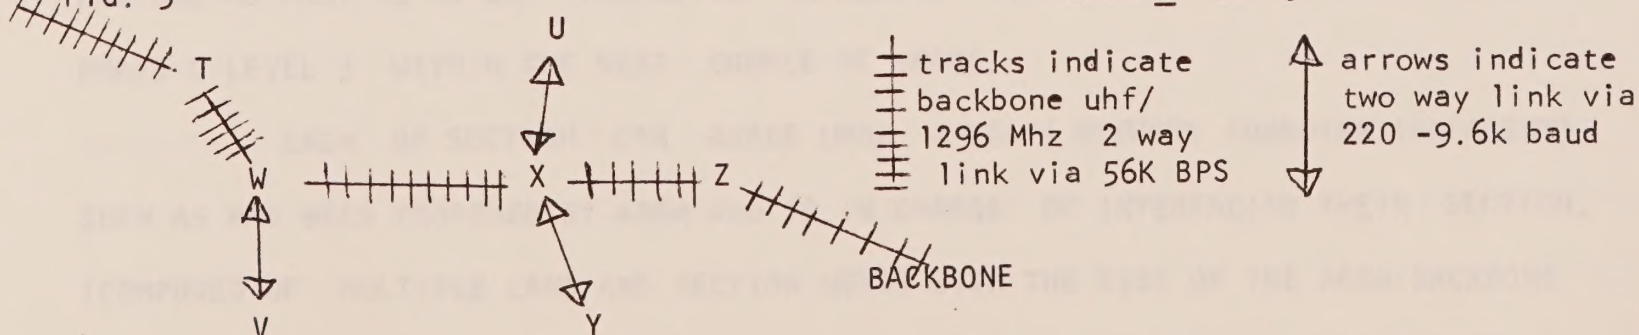 U
T
tracks indicate
backbone uhf/
1296 Mhz 2 way
link via 56K BPS
arrows indicate
two way link via
220 -9.6k baud
W X Z
BACKBONE
V Y